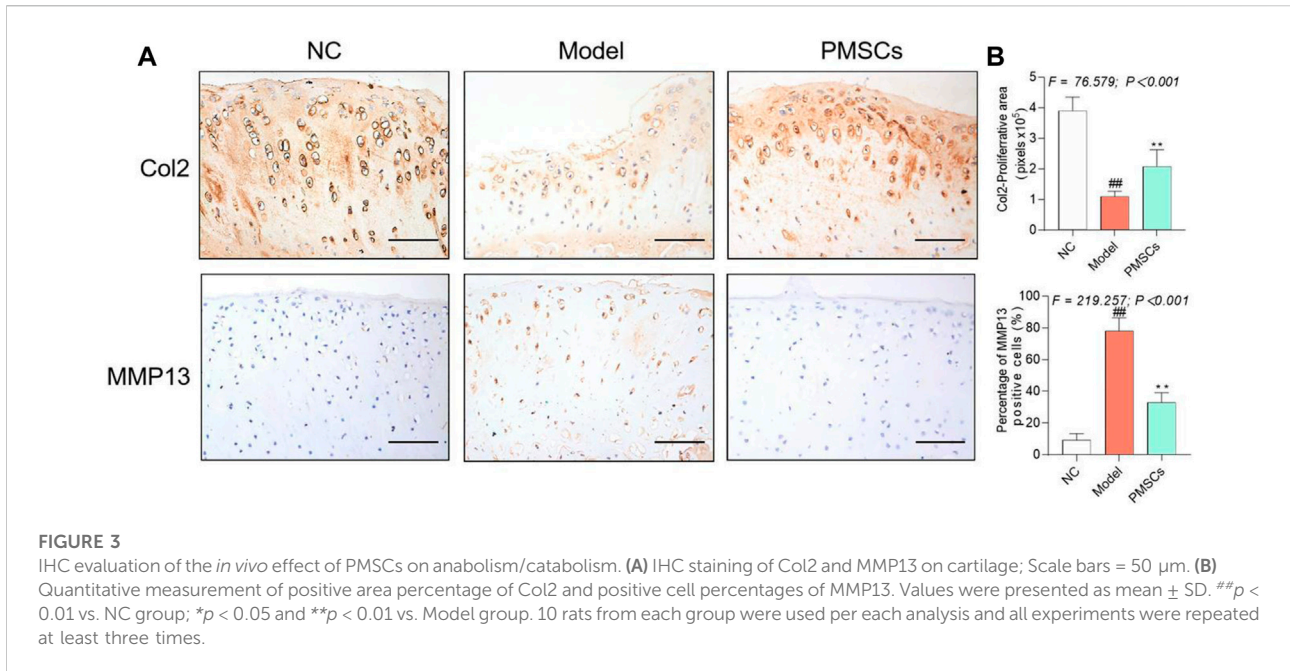 A
NC
Model
PMSCs
Col2
MMP13
B
F = 76.579; P<0.001
Col2-Proliferative area
(pixels x10⁵)
5
4
3
2
1
0
##
**
NC
Model
PMSCs
F = 219.257; P<0.001
Percentage of MMP13
positive cells (%)
100
80
60
40
20
0
##
**
NC
Model
PMSCs
FIGURE 3
IHC evaluation of the in vivo effect of PMSCs on anabolism/catabolism. (A) IHC staining of Col2 and MMP13 on cartilage; Scale bars = 50 μm. (B)
Quantitative measurement of positive area percentage of Col2 and positive cell percentages of MMP13. Values were presented as mean ± SD. ##p <
0.01 vs. NC group; *p < 0.05 and **p < 0.01 vs. Model group. 10 rats from each group were used per each analysis and all experiments were repeated
at least three times.